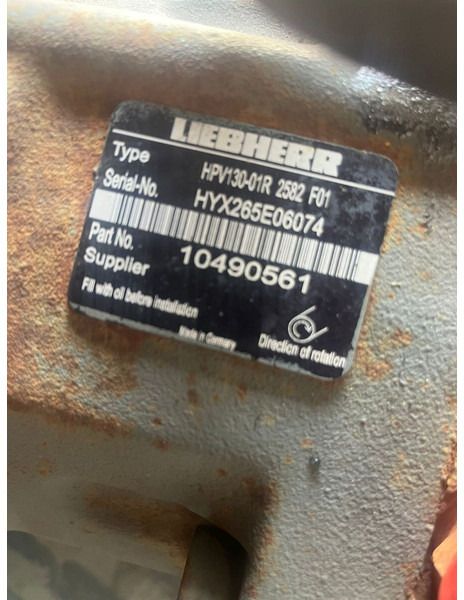 LIEBHERR
Type HPV130-01R 2582 F01
Serial-No. HYX265E06074
Part No. 10490561
Supplier
Fill with oil before installation
Made in Germany
Direction of rotation